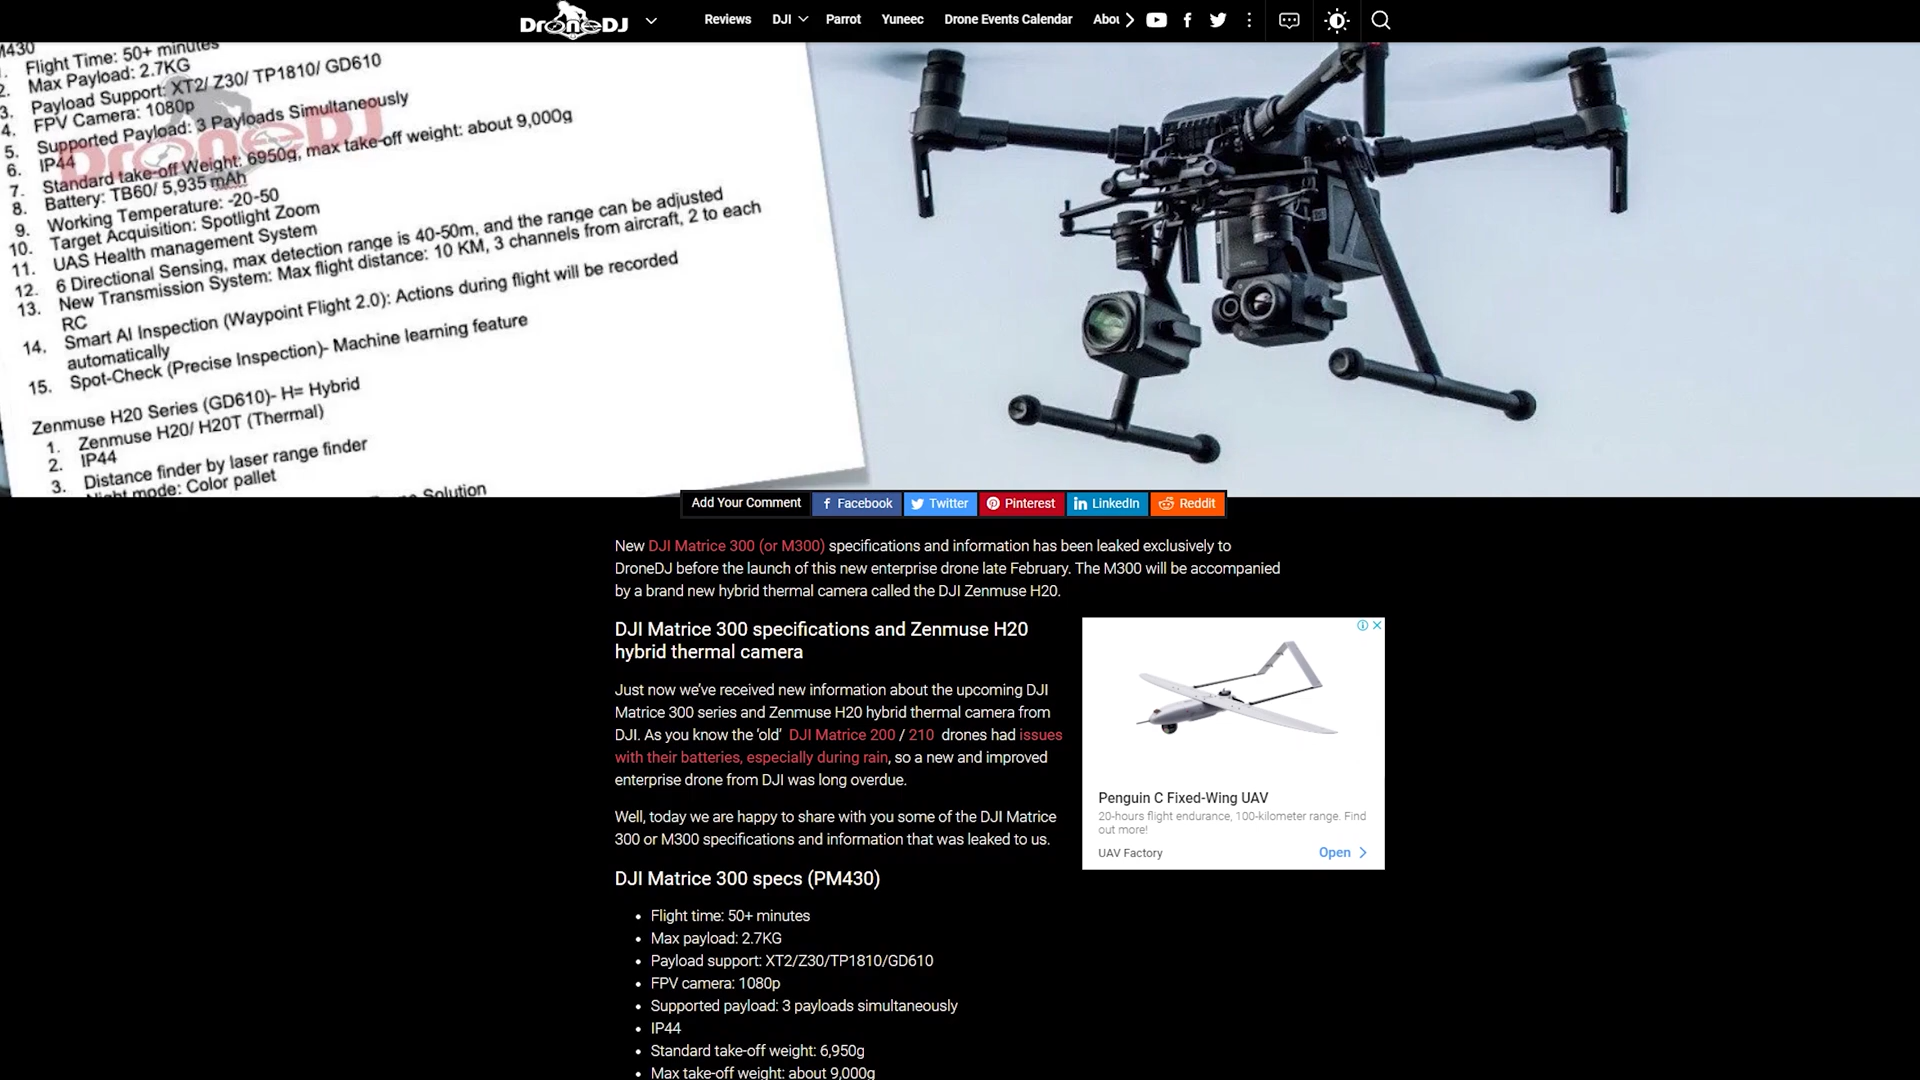 DroneDJ
Reviews DJI Parrot Yuneec Drone Events Calendar Abou
M430
Flight Time: 50+ minutes
2. Max Payload: 2.7KG
3. Payload Support: XT2/ Z30/ TP1810/ GD610
4. FPV Camera: 1080p
5. Supported Payload: 3 Payloads Simultaneously
6. IP44
7. Standard take-off Weight: 6950g, max take-off weight: about 9,000g
8. Battery: TB60/ 5,935 mAh
9. Working Temperature: -20-50
10. Target Acquisition: Spotlight Zoom
11. UAS Health management System
12. 6 Directional Sensing, max detection range is 40-50m, and the range can be adjusted
13. New Transmission System: Max flight distance: 10 KM, 3 channels from aircraft, 2 to each
RC
14. Smart AI Inspection (Waypoint Flight 2.0): Actions during flight will be recorded
automatically
15. Spot-Check (Precise Inspection)- Machine learning feature
Zenmuse H20 Series (GD610)- H= Hybrid
1. Zenmuse H20/ H20T (Thermal)
2. IP44
3. Distance finder by laser range finder
Night mode: Color pallet
Solution
DroneDJ
Add Your Comment Facebook Twitter Pinterest LinkedIn Reddit
New DJI Matrice 300 (or M300) specifications and information has been leaked exclusively to
DroneDJ before the launch of this new enterprise drone late February. The M300 will be accompanied
by a brand new hybrid thermal camera called the DJI Zenmuse H20.
DJI Matrice 300 specifications and Zenmuse H20
hybrid thermal camera
Just now we've received new information about the upcoming DJI
Matrice 300 series and Zenmuse H20 hybrid thermal camera from
DJI. As you know the ‘old’ DJI Matrice 200 / 210 drones had issues
with their batteries, especially during rain, so a new and improved
enterprise drone from DJI was long overdue.
Well, today we are happy to share with you some of the DJI Matrice
300 or M300 specifications and information that was leaked to us.
Penguin C Fixed-Wing UAV
20-hours flight endurance, 100-kilometer range. Find
out more!
UAV Factory Open
DJI Matrice 300 specs (PM430)
• Flight time: 50+ minutes
• Max payload: 2.7KG
• Payload support: XT2/Z30/TP1810/GD610
• FPV camera: 1080p
• Supported payload: 3 payloads simultaneously
• IP44
• Standard take-off weight: 6,950g
• Max take-off weight: about 9,000g